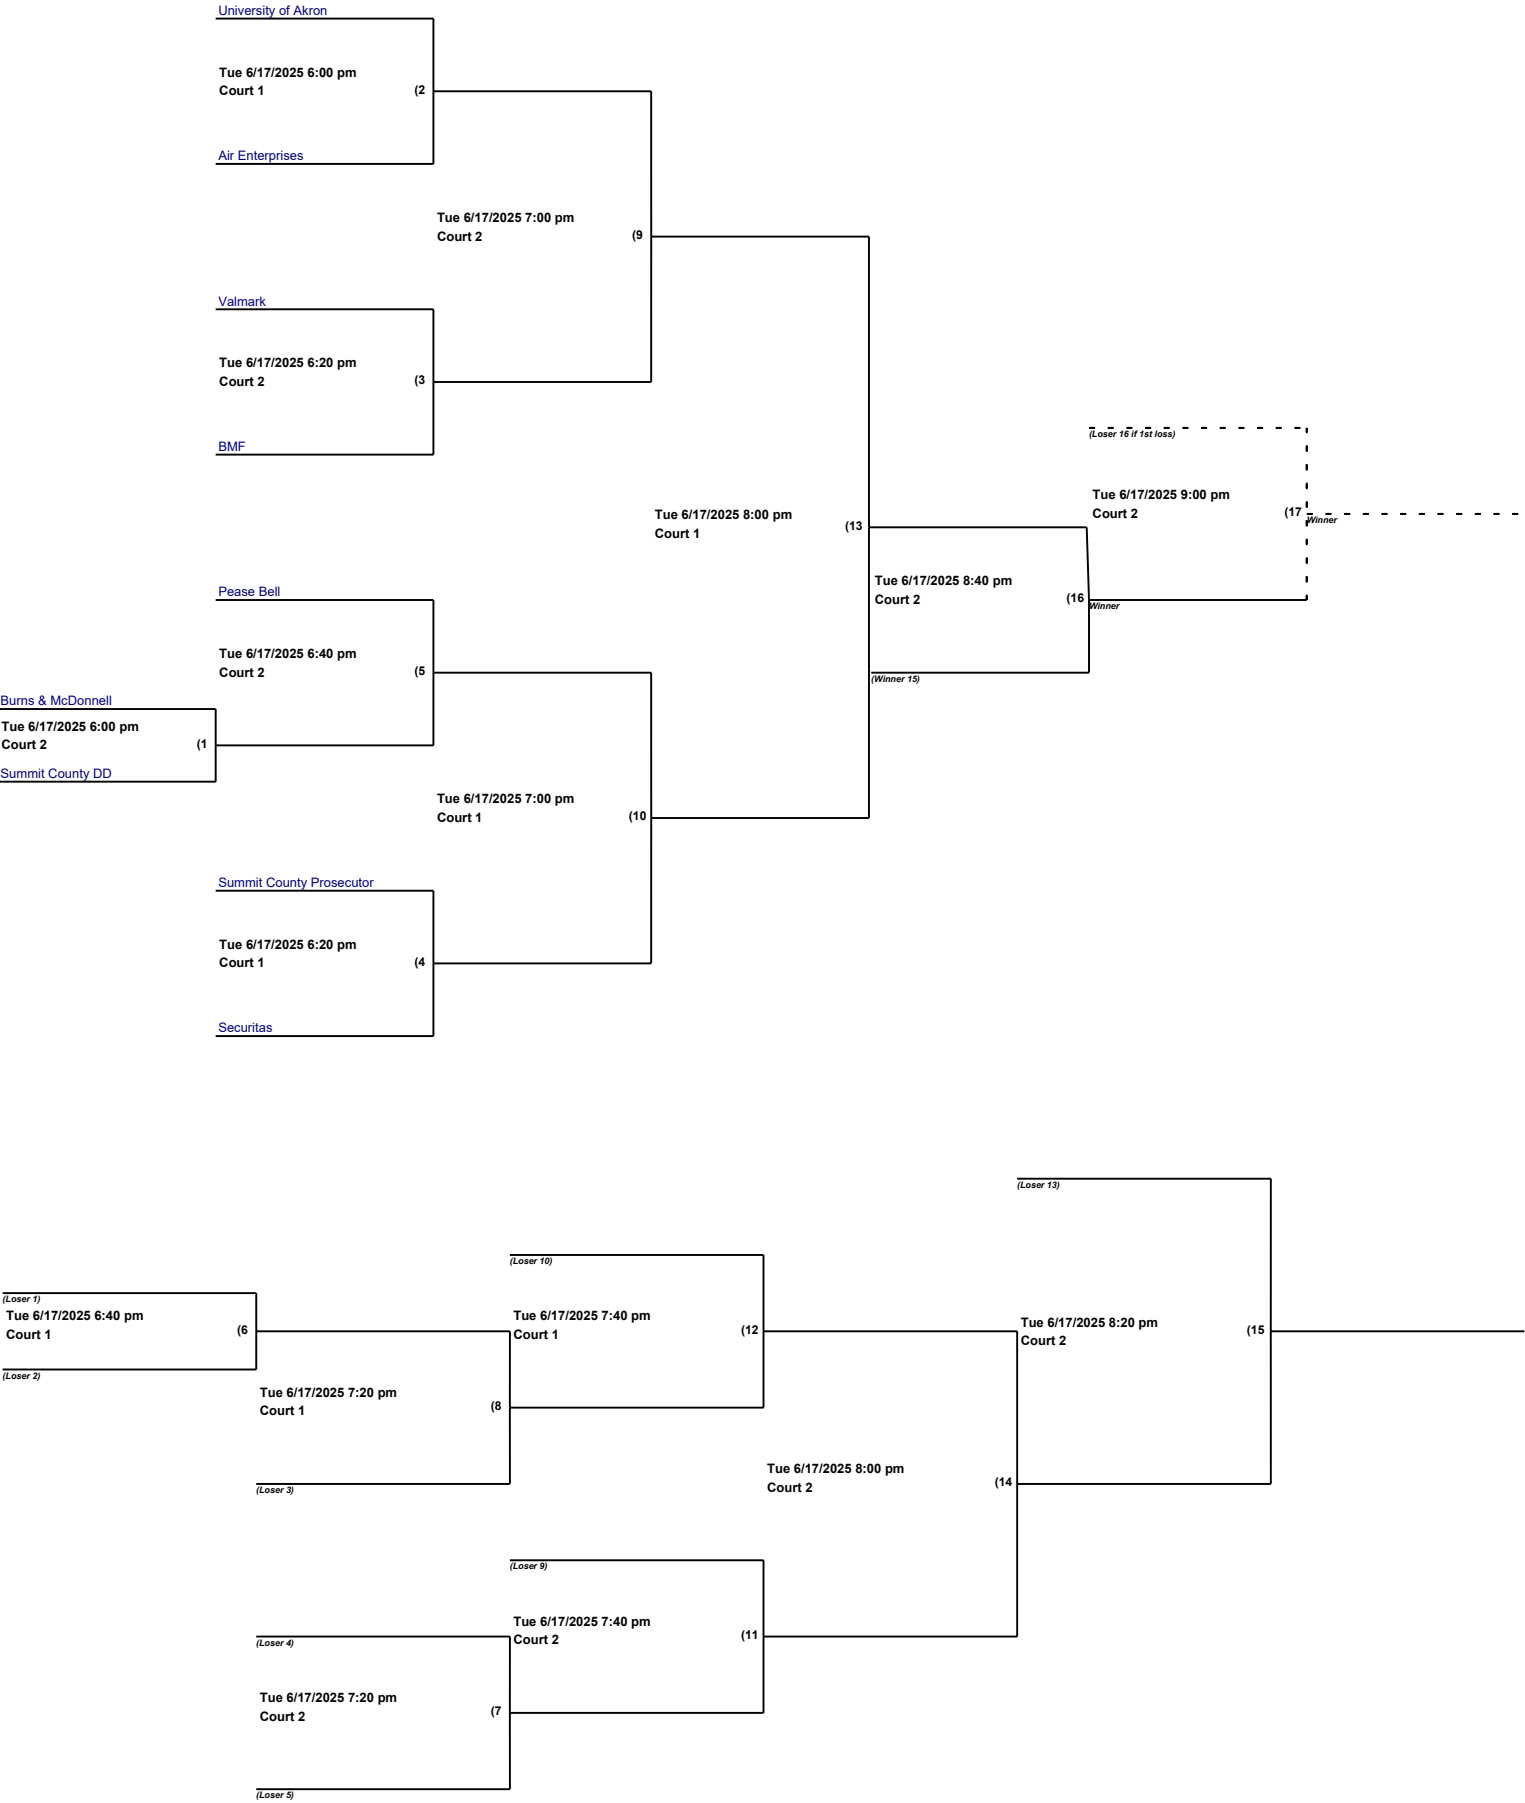 University of Akron
Tue 6/17/2025 6:00 pm
Court 1 (2
Air Enterprises
Tue 6/17/2025 7:00 pm
Court 2 (9
Valmark
Tue 6/17/2025 6:20 pm
Court 2 (3
BMF
(Loser 16 if 1st loss)
Tue 6/17/2025 9:00 pm
Court 2 (17
Winner
Tue 6/17/2025 8:00 pm
Court 1 (13
Tue 6/17/2025 8:40 pm
Court 2 (16
Winner
(Winner 15)
Pease Bell
Tue 6/17/2025 6:40 pm
Court 2 (5
Burns & McDonnell
Tue 6/17/2025 6:00 pm
Court 2 (1
Summit County DD
Tue 6/17/2025 7:00 pm
Court 1 (10
Summit County Prosecutor
Tue 6/17/2025 6:20 pm
Court 1 (4
Securitas
(Loser 13)
(Loser 10)
(Loser 1)
Tue 6/17/2025 6:40 pm
Court 1 (6
(Loser 2)
Tue 6/17/2025 7:40 pm
Court 1 (12
Tue 6/17/2025 8:20 pm
Court 2 (15
Tue 6/17/2025 7:20 pm
Court 1 (8
(Loser 3)
Tue 6/17/2025 8:00 pm
Court 2 (14
(Loser 9)
Tue 6/17/2025 7:40 pm
Court 2 (11
(Loser 4)
Tue 6/17/2025 7:20 pm
Court 2 (7
(Loser 5)